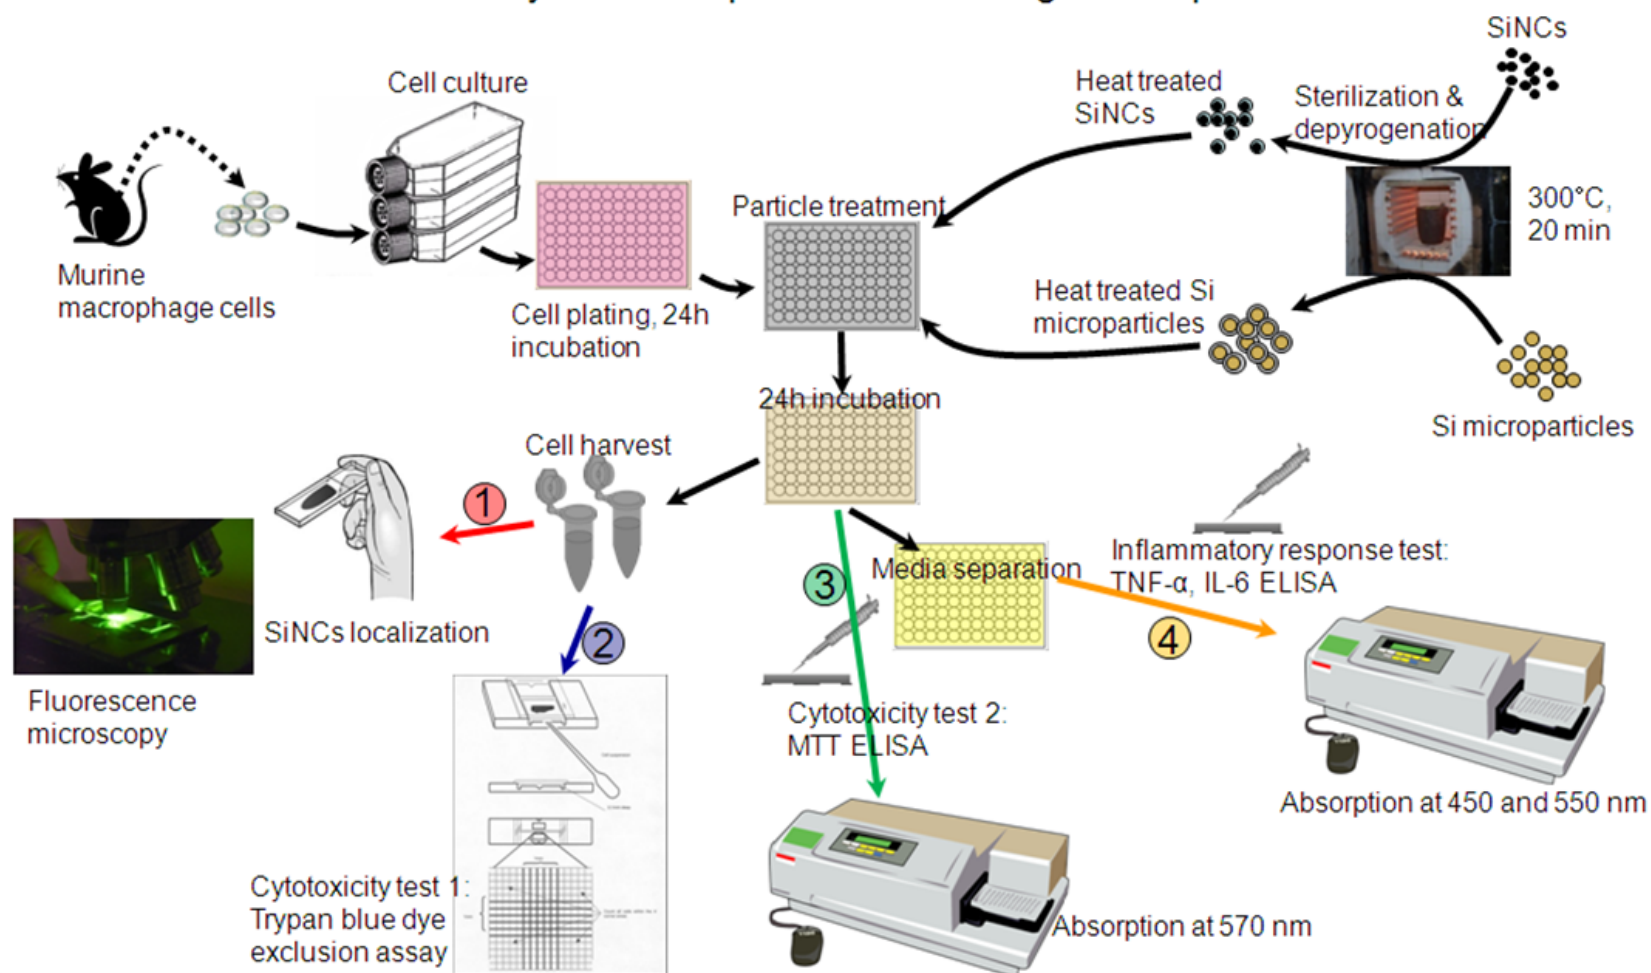 SiNCs
Cell culture
Heat treated
SiNCs
Sterilization &
depyrogenation
300°C,
20 min
Particle treatment
Murine
macrophage cells
Cell plating, 24h
incubation
Heat treated Si
microparticles
Si microparticles
24h incubation
Cell harvest
1
SiNCs localization
Fluorescence
microscopy
2
3
Media separation
Inflammatory response test:
TNF-α, IL-6 ELISA
4
Absorption at 450 and 550 nm
Cytotoxicity test 2:
MTT ELISA
Cytotoxicity test 1:
Trypan blue dye
exclusion assay
Absorption at 570 nm